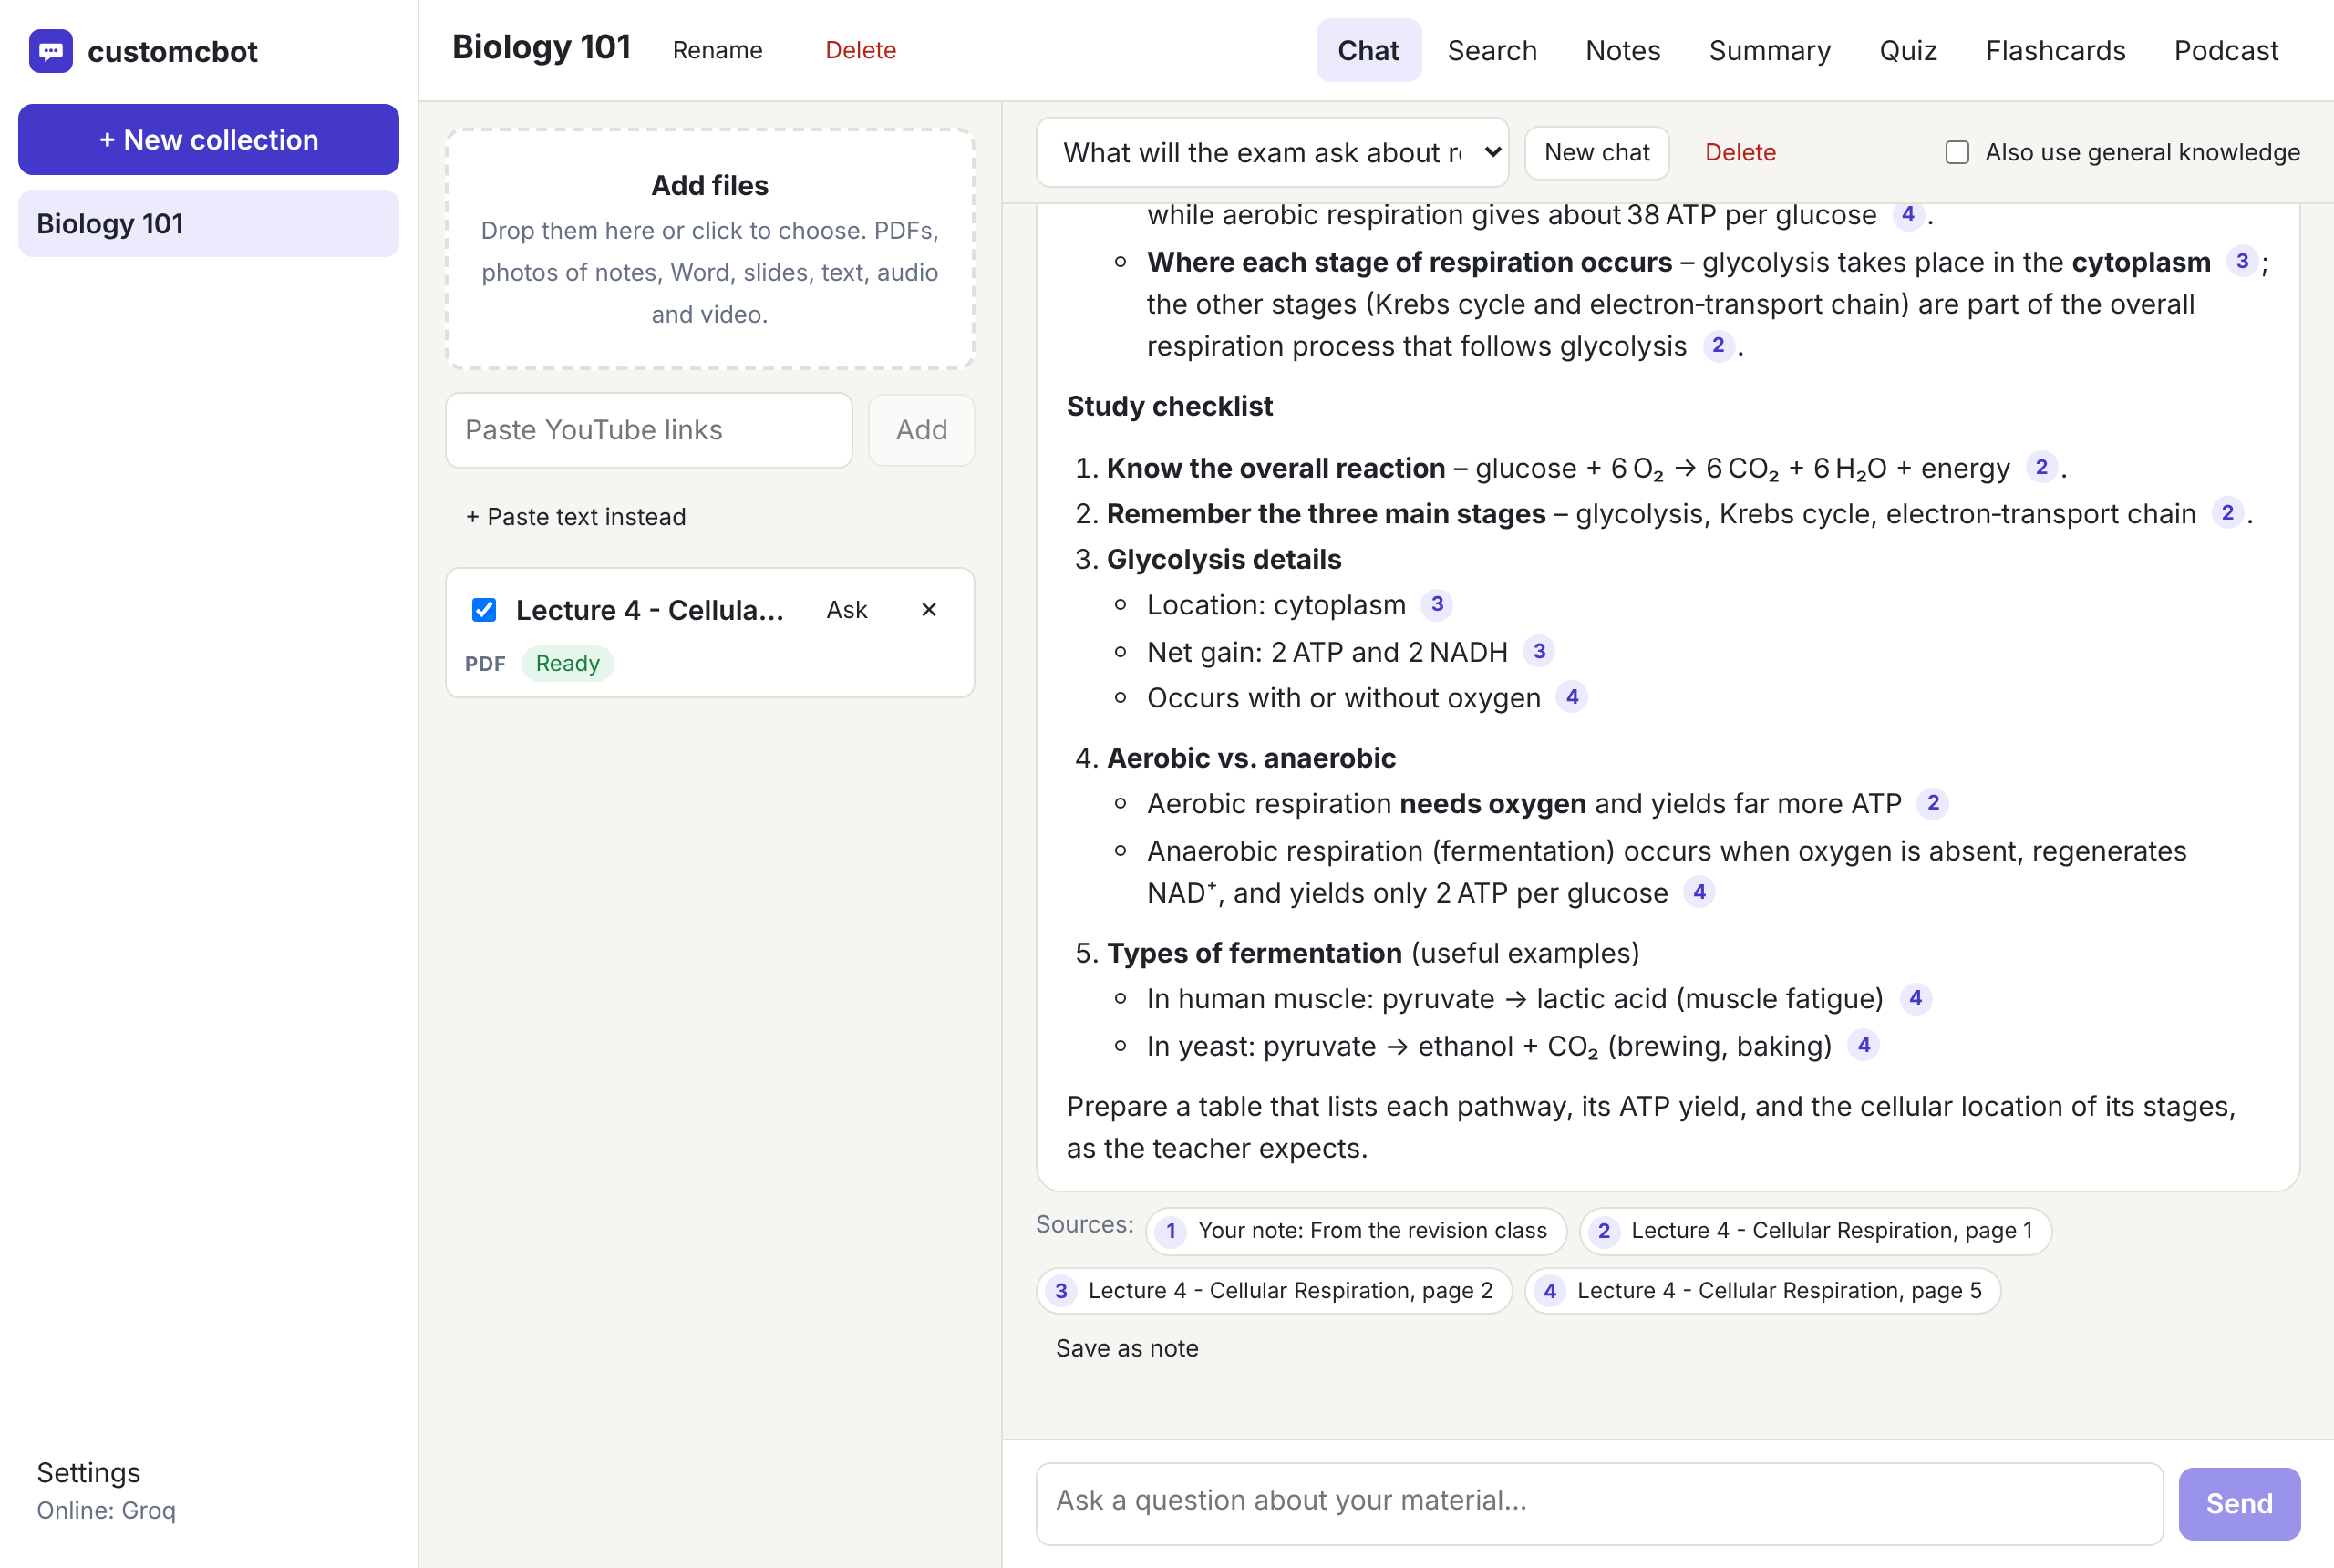 customcbot
+ New collection
Biology 101
Settings
Online: Groq
Biology 101 Rename Delete
Chat Search Notes Summary Quiz Flashcards Podcast
Add files
Drop them here or click to choose. PDFs,
photos of notes, Word, slides, text, audio
and video.
Paste YouTube links Add
+ Paste text instead
Lecture 4 - Cellula... Ask ×
PDF Ready
What will the exam ask about New chat Delete Also use general knowledge
while aerobic respiration gives about 38 ATP per glucose 4.
Where each stage of respiration occurs – glycolysis takes place in the cytoplasm 3;
the other stages (Krebs cycle and electron-transport chain) are part of the overall
respiration process that follows glycolysis 2.
Study checklist
1. Know the overall reaction – glucose + 6 O₂ → 6 CO₂ + 6 H₂O + energy 2.
2. Remember the three main stages – glycolysis, Krebs cycle, electron-transport chain 2.
3. Glycolysis details
Location: cytoplasm 3
Net gain: 2 ATP and 2 NADH 3
Occurs with or without oxygen 4
4. Aerobic vs. anaerobic
Aerobic respiration needs oxygen and yields far more ATP 2
Anaerobic respiration (fermentation) occurs when oxygen is absent, regenerates
NAD⁺, and yields only 2 ATP per glucose 4
5. Types of fermentation (useful examples)
In human muscle: pyruvate → lactic acid (muscle fatigue) 4
In yeast: pyruvate → ethanol + CO₂ (brewing, baking) 4
Prepare a table that lists each pathway, its ATP yield, and the cellular location of its stages,
as the teacher expects.
Sources: 1 Your note: From the revision class 2 Lecture 4 - Cellular Respiration, page 1
3 Lecture 4 - Cellular Respiration, page 2 4 Lecture 4 - Cellular Respiration, page 5
Save as note
Ask a question about your material... Send